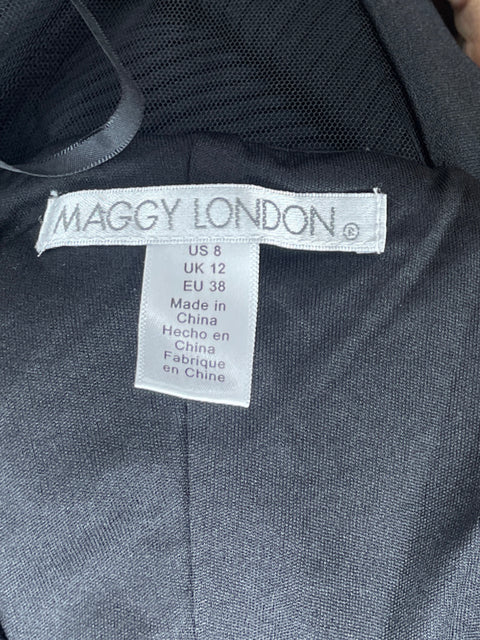 MAGGY LONDON ®
US 8
UK 12
EU 38
Made in
China
Hecho en
China
Fabrique
en Chine